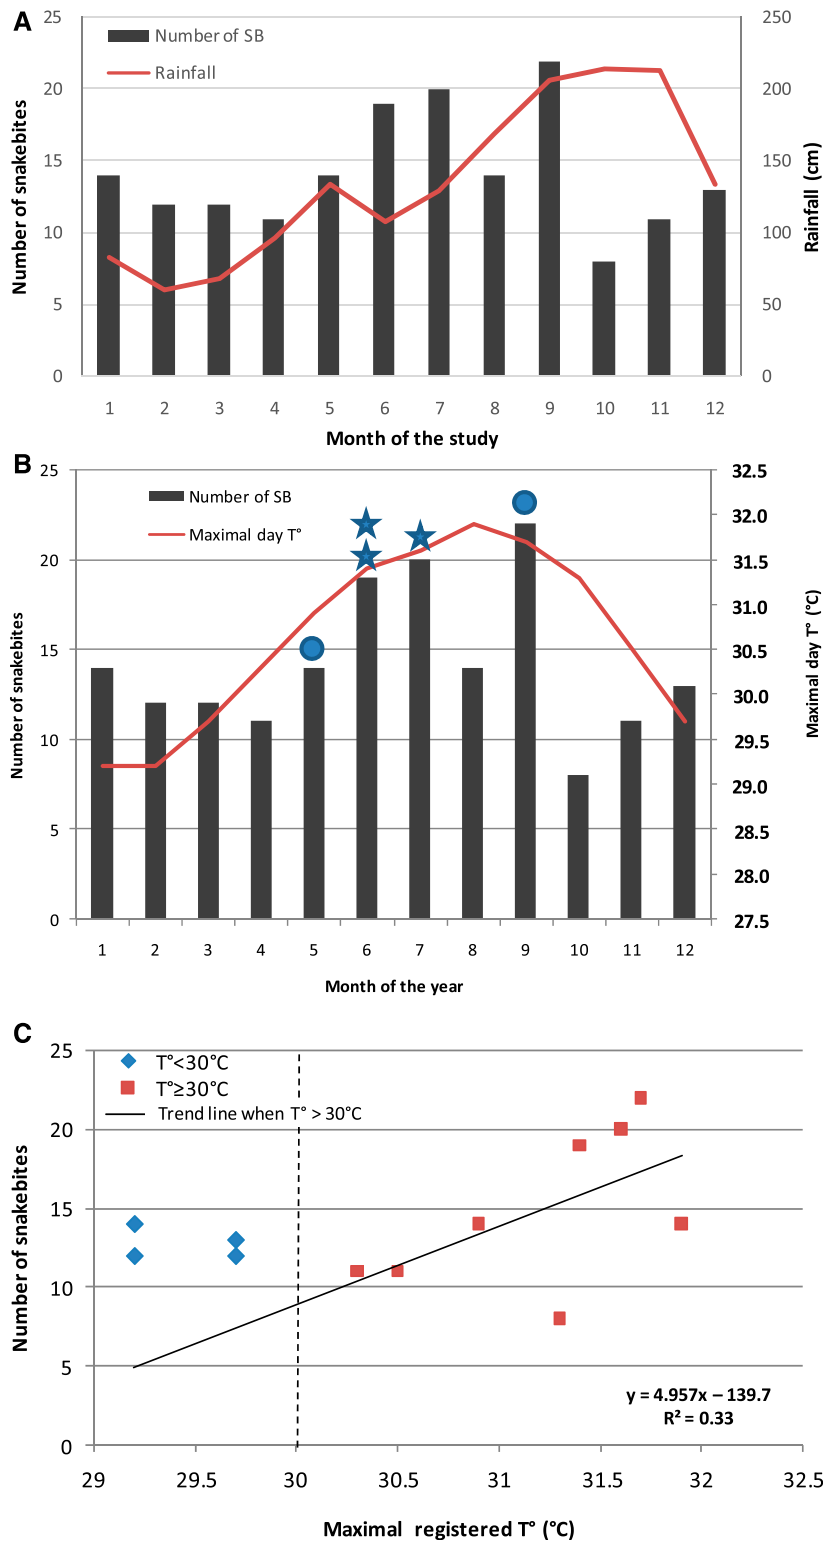 A
25
20
15
10
5
0
Number of snakebites
Number of SB
Rainfall
250
200
150
100
50
0
Rainfall (cm)
1 2 3 4 5 6 7 8 9 10 11 12
Month of the study
B
25
20
15
10
5
0
Number of snakebites
Number of SB
Maximal day T°
32.5
32.0
31.5
31.0
30.5
30.0
29.5
29.0
28.5
28.0
27.5
Maximal day T° (°C)
1 2 3 4 5 6 7 8 9 10 11 12
Month of the year
C
25
20
15
10
5
0
Number of snakebites
T°<30°C
T°≥30°C
Trend line when T° > 30°C
y = 4.957x – 139.7
R² = 0.33
29 29.5 30 30.5 31 31.5 32 32.5
Maximal registered T° (°C)